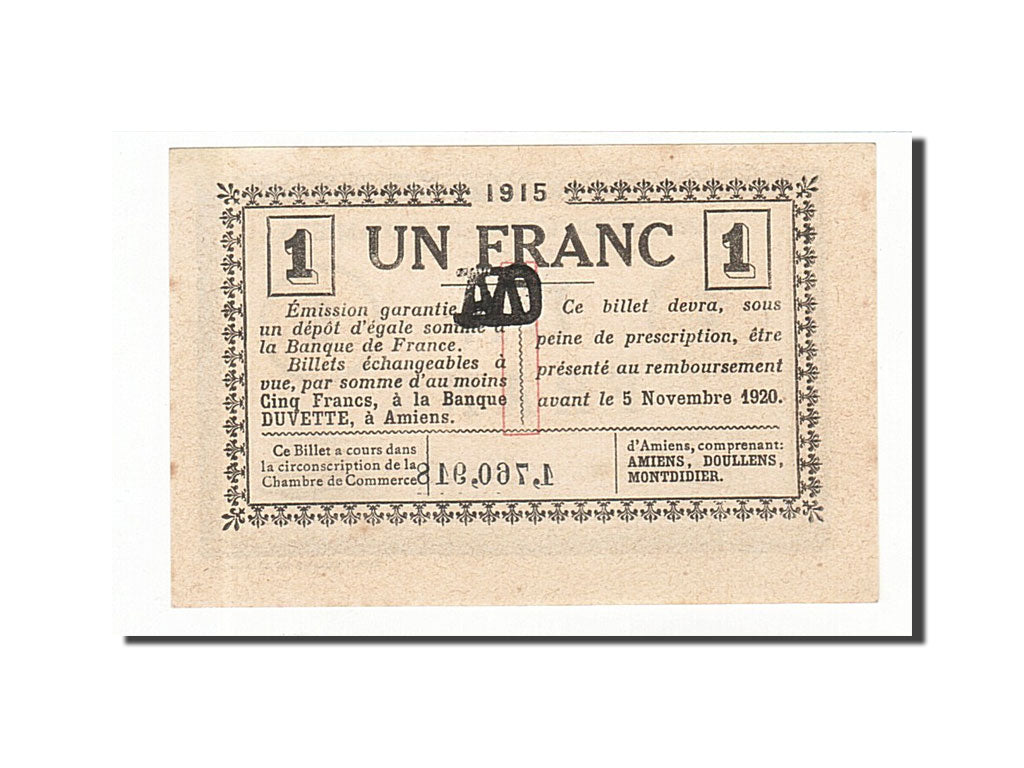 1915
1 UN FRANC 1
Émission garantie
un dépôt d'égale somme à
la Banque de France.
Billets échangeables à
vue, par somme d'au moins
Cinq Francs, à la Banque
DUVETTE, à Amiens.
Ce billet devra, sous
peine de prescription, être
présenté au remboursement
avant le 5 Novembre 1920.
Ce Billet a cours dans
la circonscription de la
Chambre de Commerce
1,760,918
d'Amiens, comprenant:
AMIENS, DOULLENS,
MONTDIDIER.